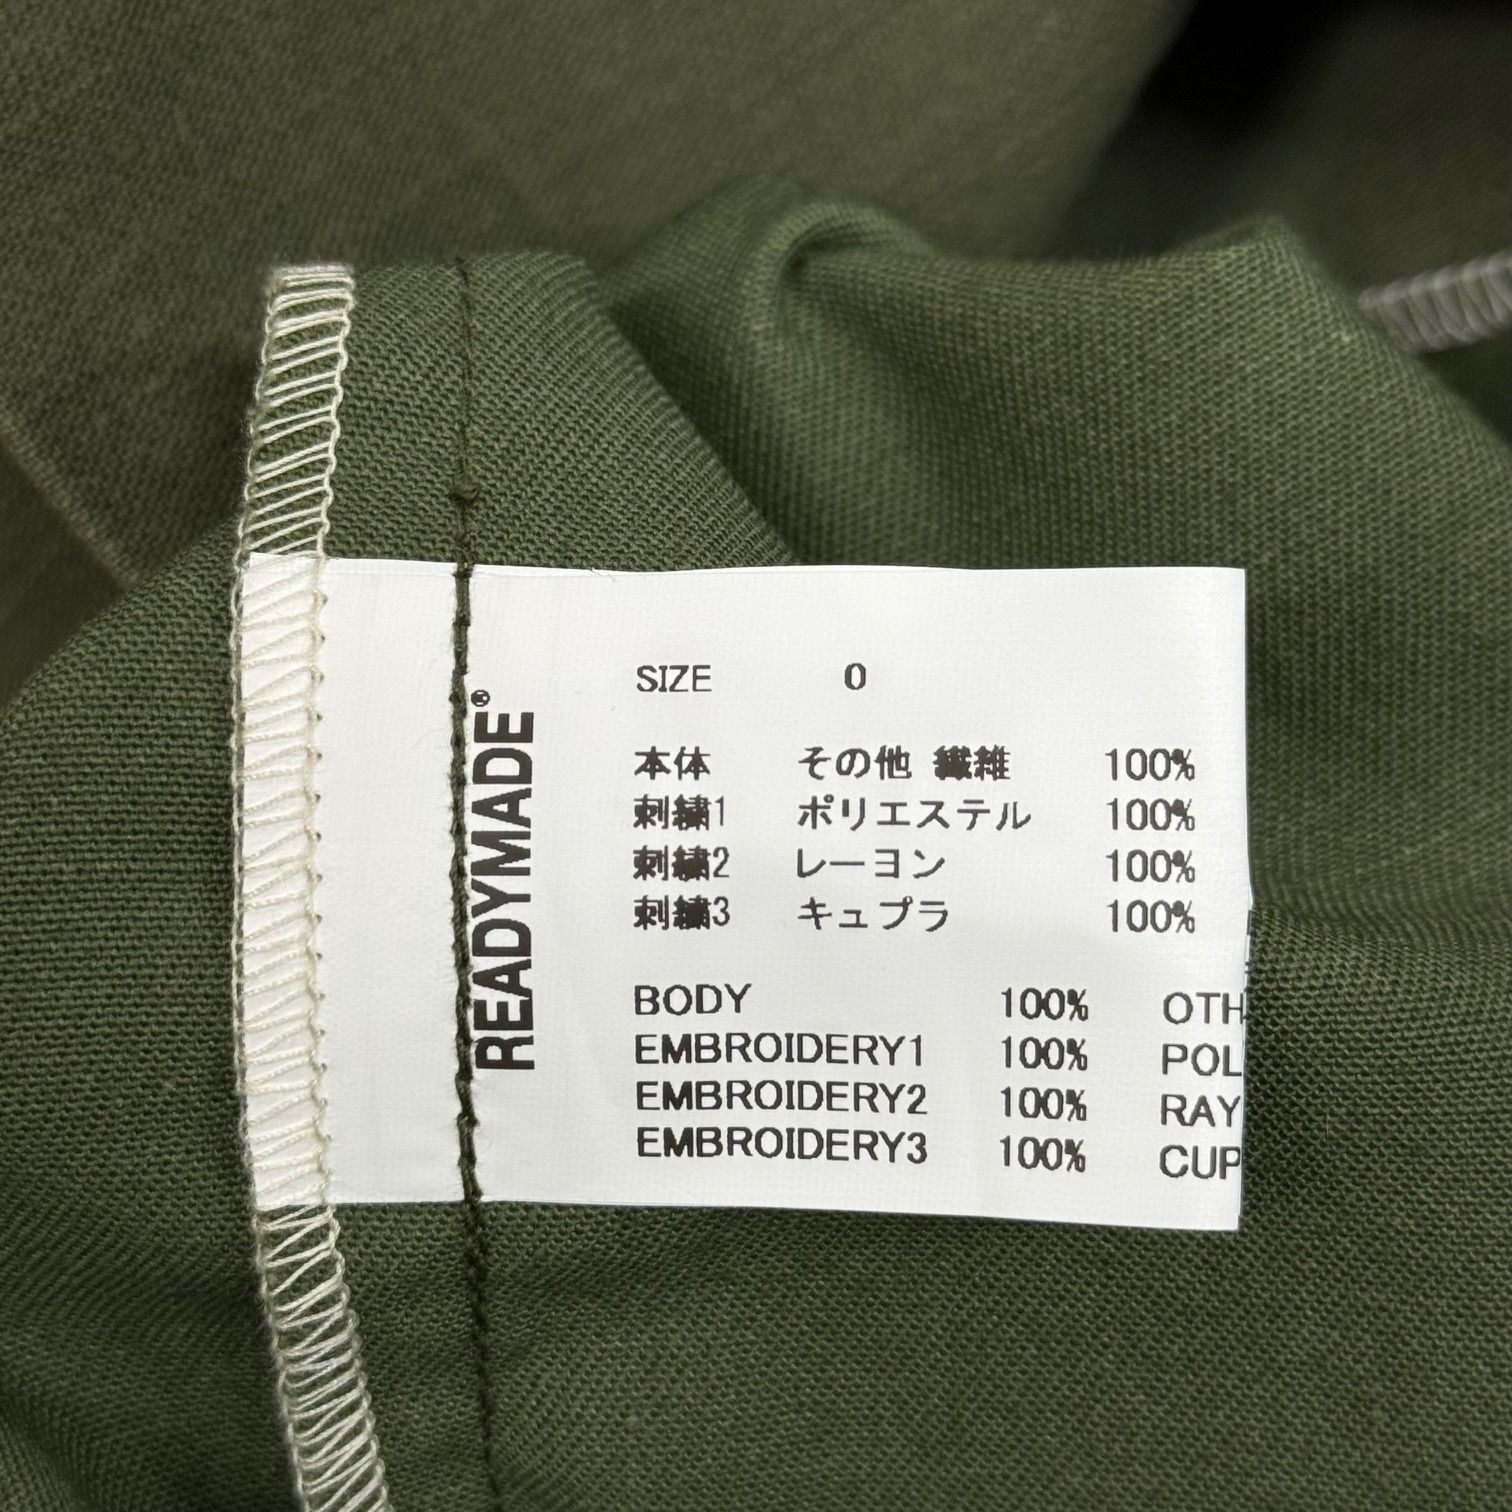 READYMADE®
SIZE 0
本体 その他 繊維 100%
刺繍1 ポリエステル 100%
刺繍2 レーヨン 100%
刺繍3 キュプラ 100%
BODY 100% OTH
EMBROIDERY1 100% POL
EMBROIDERY2 100% RAY
EMBROIDERY3 100% CUP